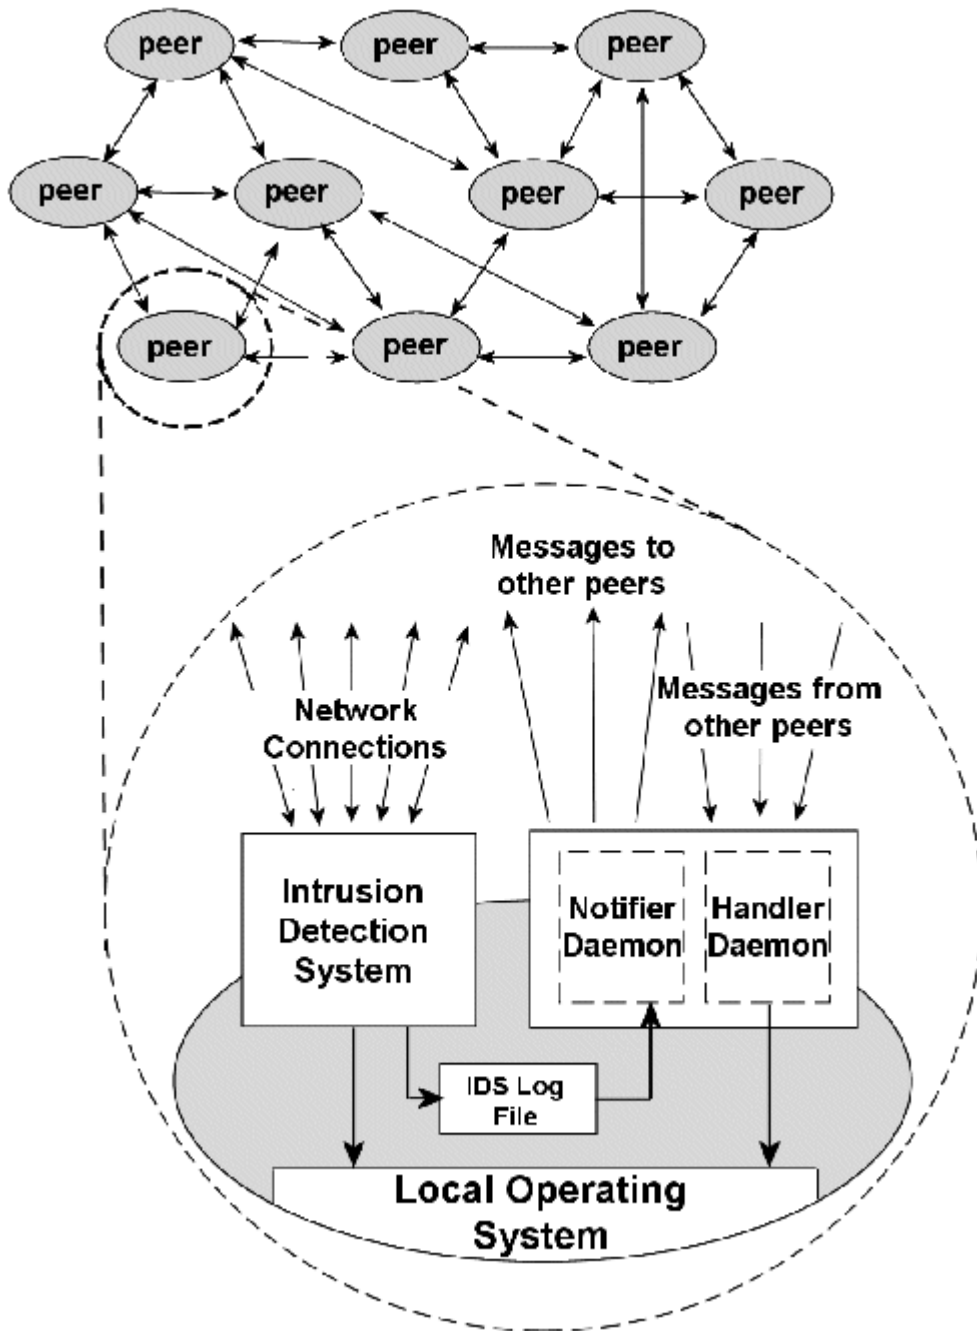 peer
peer
peer
peer
peer
peer
peer
peer
peer
peer
Messages to
other peers
Network
Connections
Messages from
other peers
Intrusion
Detection
System
Notifier
Daemon
Handler
Daemon
IDS Log
File
Local Operating
System